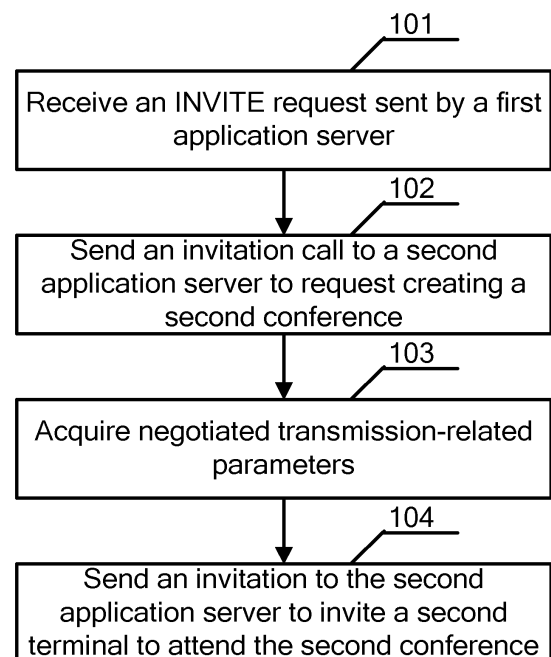 101
Receive an INVITE request sent by a first
application server
102
Send an invitation call to a second
application server to request creating a
second conference
103
Acquire negotiated transmission-related
parameters
104
Send an invitation to the second
application server to invite a second
terminal to attend the second conference